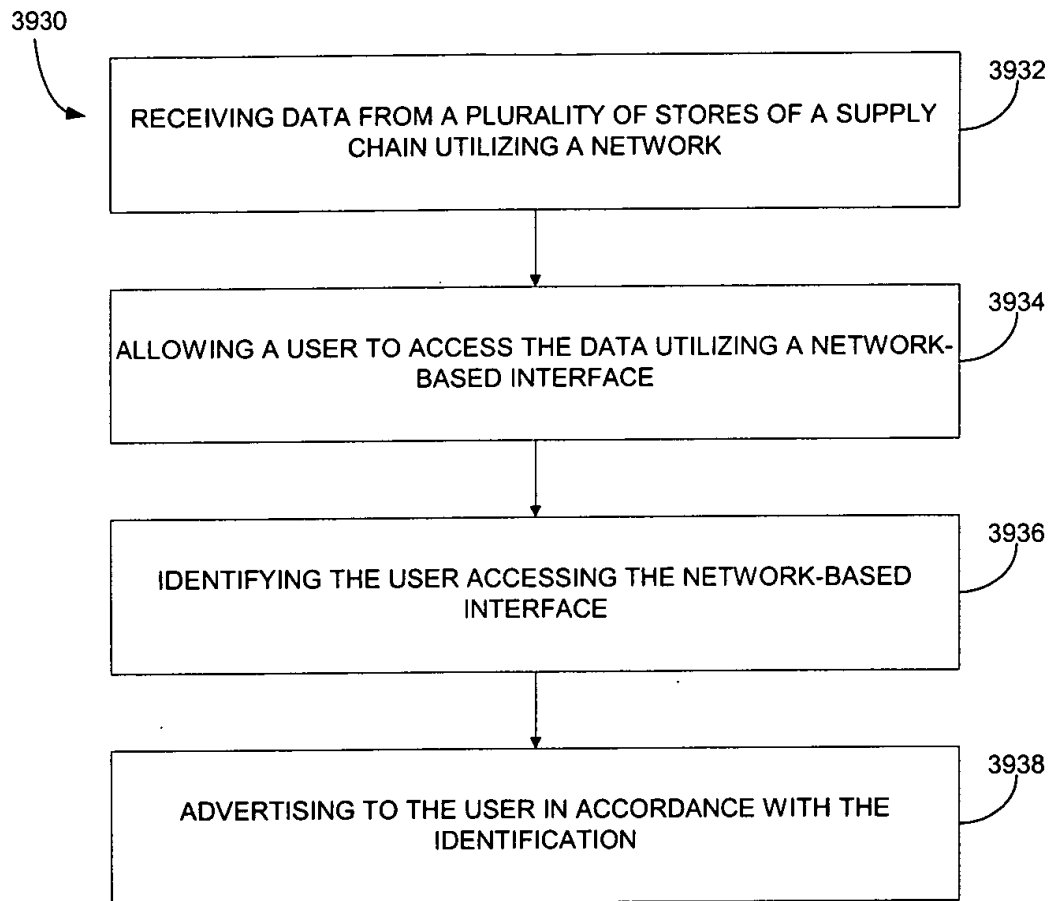 3930
3932
RECEIVING DATA FROM A PLURALITY OF STORES OF A SUPPLY
CHAIN UTILIZING A NETWORK
3934
ALLOWING A USER TO ACCESS THE DATA UTILIZING A NETWORK-
BASED INTERFACE
3936
IDENTIFYING THE USER ACCESSING THE NETWORK-BASED
INTERFACE
3938
ADVERTISING TO THE USER IN ACCORDANCE WITH THE
IDENTIFICATION